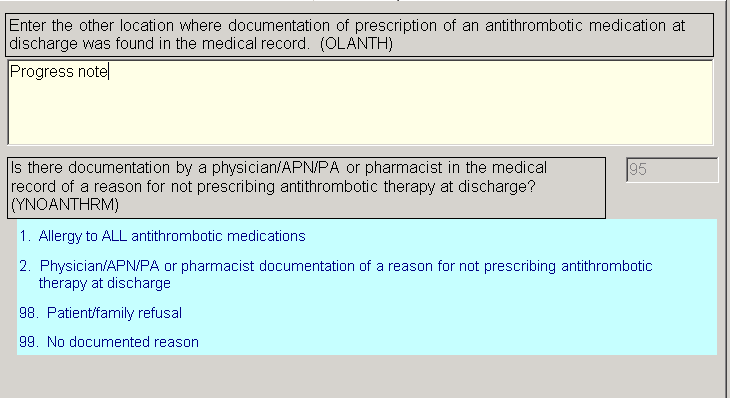 Enter the other location where documentation of prescription of an antithrombotic medication at
discharge was found in the medical record.  (OLANTH)
Progress note
Is there documentation by a physician/APN/PA or pharmacist in the medical
record of a reason for not prescribing antithrombotic therapy at discharge?
(YNOANTHRM)
95
1.  Allergy to ALL antithrombotic medications
2.  Physician/APN/PA or pharmacist documentation of a reason for not prescribing antithrombotic
therapy at discharge
98.  Patient/family refusal
99.  No documented reason